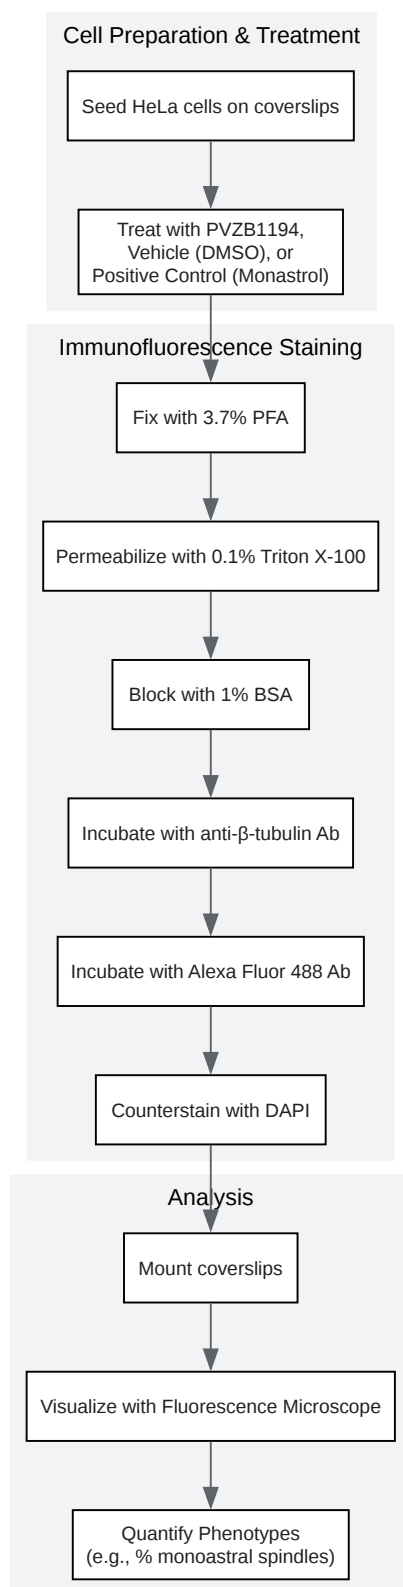 Cell Preparation & Treatment
Seed HeLa cells on coverslips
Treat with PVZB1194,
Vehicle (DMSO), or
Positive Control (Monastrol)
Immunofluorescence Staining
Fix with 3.7% PFA
Permeabilize with 0.1% Triton X-100
Block with 1% BSA
Incubate with anti-β-tubulin Ab
Incubate with Alexa Fluor 488 Ab
Counterstain with DAPI
Analysis
Mount coverslips
Visualize with Fluorescence Microscope
Quantify Phenotypes
(e.g., % monoastral spindles)